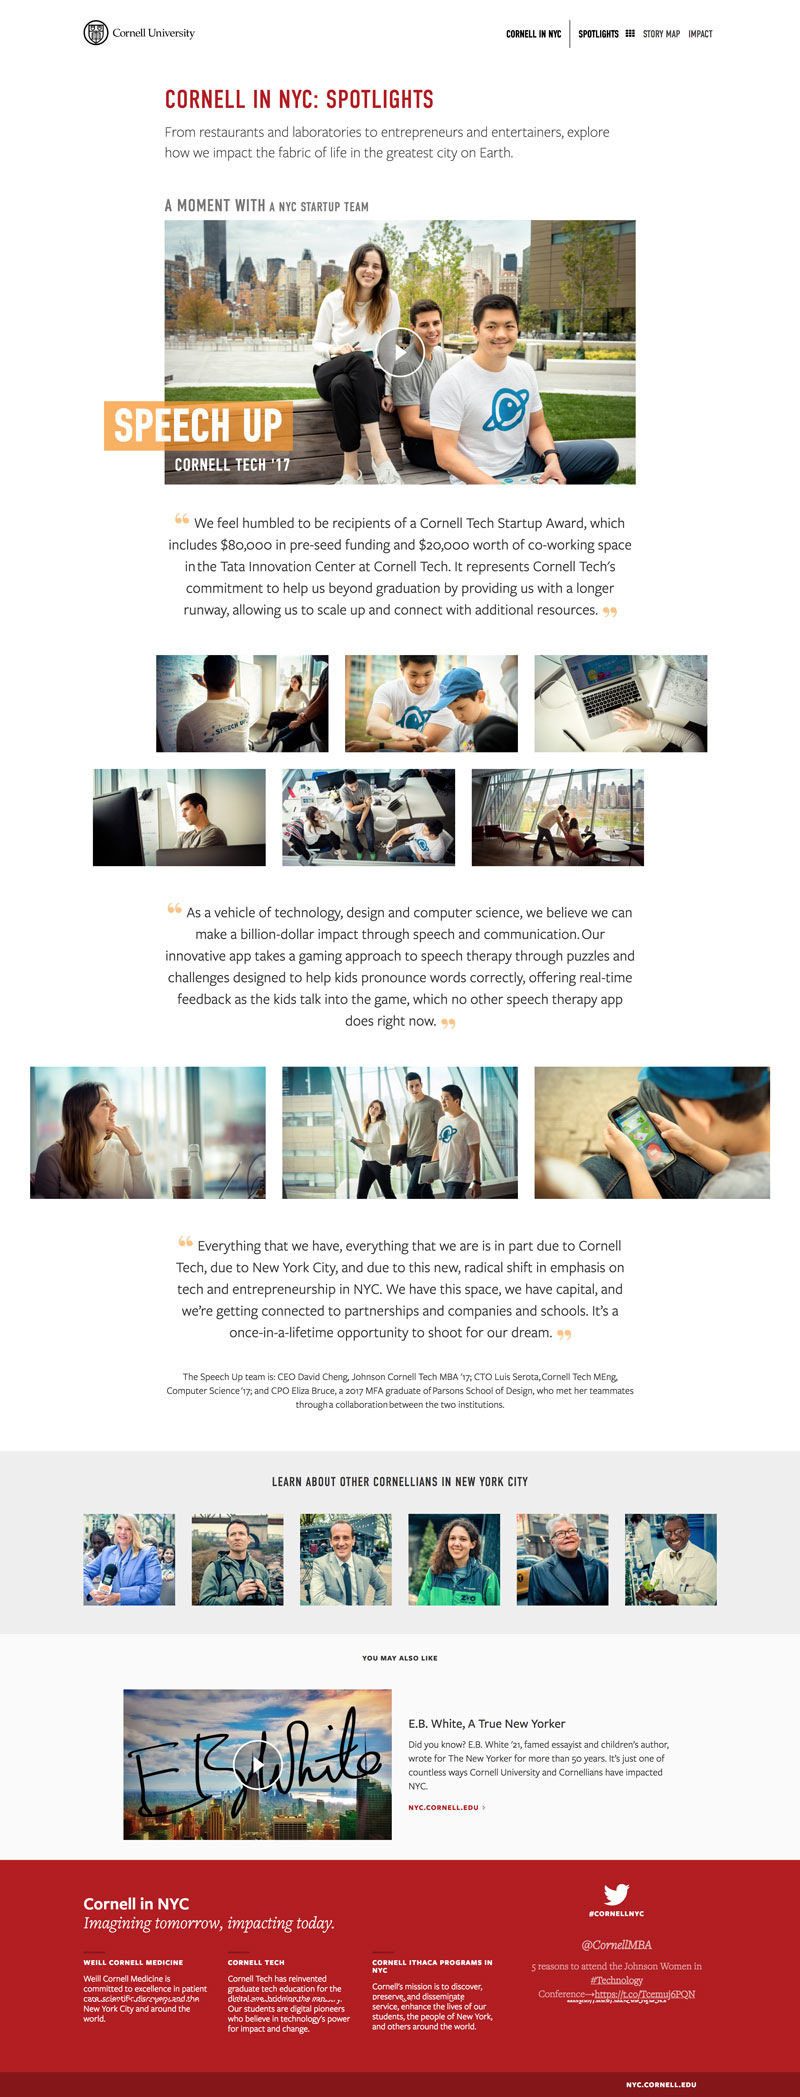 Cornell University
CORNELL IN NYC
SPOTLIGHTS
STORY MAP
IMPACT
CORNELL IN NYC: SPOTLIGHTS
From restaurants and laboratories to entrepreneurs and entertainers, explore
how we impact the fabric of life in the greatest city on Earth.
A MOMENT WITH A NYC STARTUP TEAM
SPEECH UP
CORNELL TECH '17
“ We feel humbled to be recipients of a Cornell Tech Startup Award, which
includes $80,000 in pre-seed funding and $20,000 worth of co-working space
in the Tata Innovation Center at Cornell Tech. It represents Cornell Tech's
commitment to help us beyond graduation by providing us with a longer
runway, allowing us to scale up and connect with additional resources. ”
SPEECH UP
“ As a vehicle of technology, design and computer science, we believe we can
make a billion-dollar impact through speech and communication. Our
innovative app takes a gaming approach to speech therapy through puzzles and
challenges designed to help kids pronounce words correctly, offering real-time
feedback as the kids talk into the game, which no other speech therapy app
does right now. ”
“ Everything that we have, everything that we are is in part due to Cornell
Tech, due to New York City, and due to this new, radical shift in emphasis on
tech and entrepreneurship in NYC. We have this space, we have capital, and
we're getting connected to partnerships and companies and schools. It's a
once-in-a-lifetime opportunity to shoot for our dream. ”
The Speech Up team is: CEO David Cheng, Johnson Cornell Tech MBA '17; CTO Luis Serota, Cornell Tech MEng,
Computer Science '17; and CPO Eliza Bruce, a 2017 MFA graduate of Parsons School of Design, who met her teammates
through a collaboration between the two institutions.
LEARN ABOUT OTHER CORNELLIANS IN NEW YORK CITY
YOU MAY ALSO LIKE
EB White
E.B. White, A True New Yorker
Did you know? E.B. White '21, famed essayist and children's author,
wrote for The New Yorker for more than 50 years. It's just one of
countless ways Cornell University and Cornellians have impacted
NYC.
NYC.CORNELL.EDU ›
Cornell in NYC
Imagining tomorrow, impacting today.
WEILL CORNELL MEDICINE
Weill Cornell Medicine is
committed to excellence in patient
care, scientific discovery, and the
New York City and around the
world.
CORNELL TECH
Cornell Tech has reinvented
graduate tech education for the
Our students are digital pioneers
who believe in technology's power
for impact and change.
CORNELL ITHACA PROGRAMS IN
NYC
Cornell's mission is to discover,
preserve, and disseminate
service, enhance the lives of our
students, the people of New York,
and others around the world.
#CORNELLNYC
@CornellMBA
5 reasons to attend the Johnson Women in
#Technology
Conference→https://t.co/Tcemuj6PQN
NYC.CORNELL.EDU